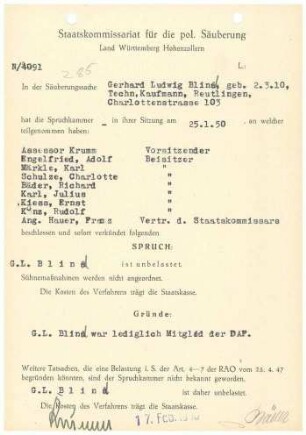 Staatskommissariat für die pol. Säuberung
Land Württemberg Hohenzollern
N/4091 L.
285
In der Säuberungssache Gerhard Ludwig Blind, geb. 2.3.10,
Techn. Kaufmann, Reutlingen,
Charlottenstrasse 103
hat die Spruchkammer - in ihrer Sitzung am 25.1.50 an welcher
teilgenommen haben:
Assessor Krumm Vorsitzender
Engelfried, Adolf Beisitzer
Märkle, Karl "
Schulze, Charlotte "
Bäder, Richard "
Karl, Julius "
Kiess, Ernst "
Künz, Rudolf "
Ang. Hauer, Franz Vertr. d. Staatskommissars
beschlossen und sofort verkündet folgenden
SPRUCH:
G.L. Blind ist unbelastet.
Sühnemaßnahmen werden nicht angeordnet.
Die Kosten des Verfahrens trägt die Staatskasse.
Gründe:
G.L. Blind war lediglich Mitglied der DAF.
Weitere Tatsachen, die eine Belastung i. S. der Art. 4–7 der RAO vom 25. 4. 47
begründen könnten, sind der Spruchkammer nicht bekannt geworden.
G.L. Blind ist daher unbelastet.
Die Kosten des Verfahrens trägt die Staatskasse.
17. Feb. 1950